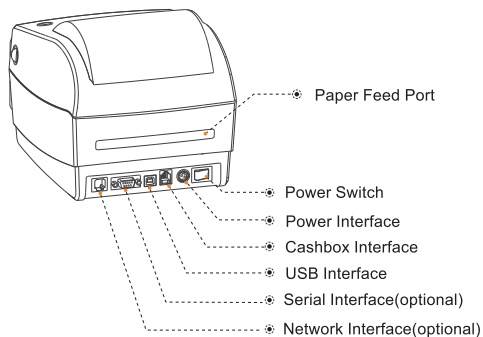 Paper Feed Port
Power Switch
Power Interface
Cashbox Interface
USB Interface
Serial Interface(optional)
Network Interface(optional)